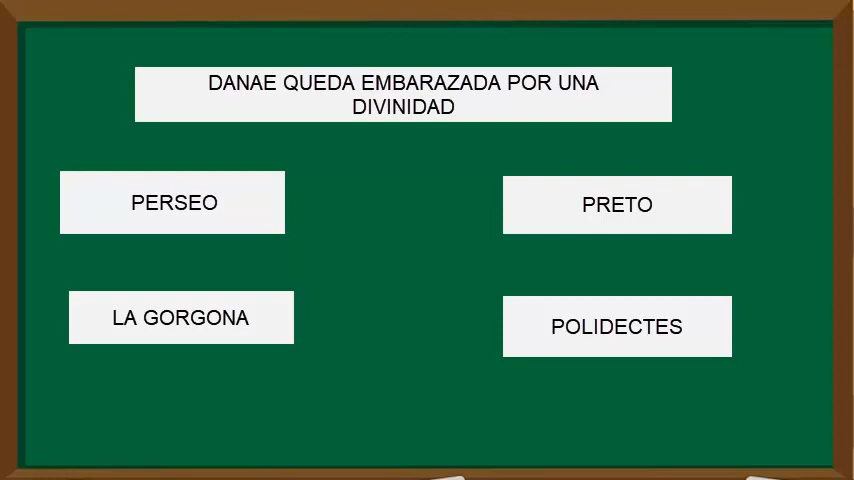 DANAE QUEDA EMBARAZADA POR UNA
DIVINIDAD
PERSEO
PRETO
LA GORGONA
POLIDECTES